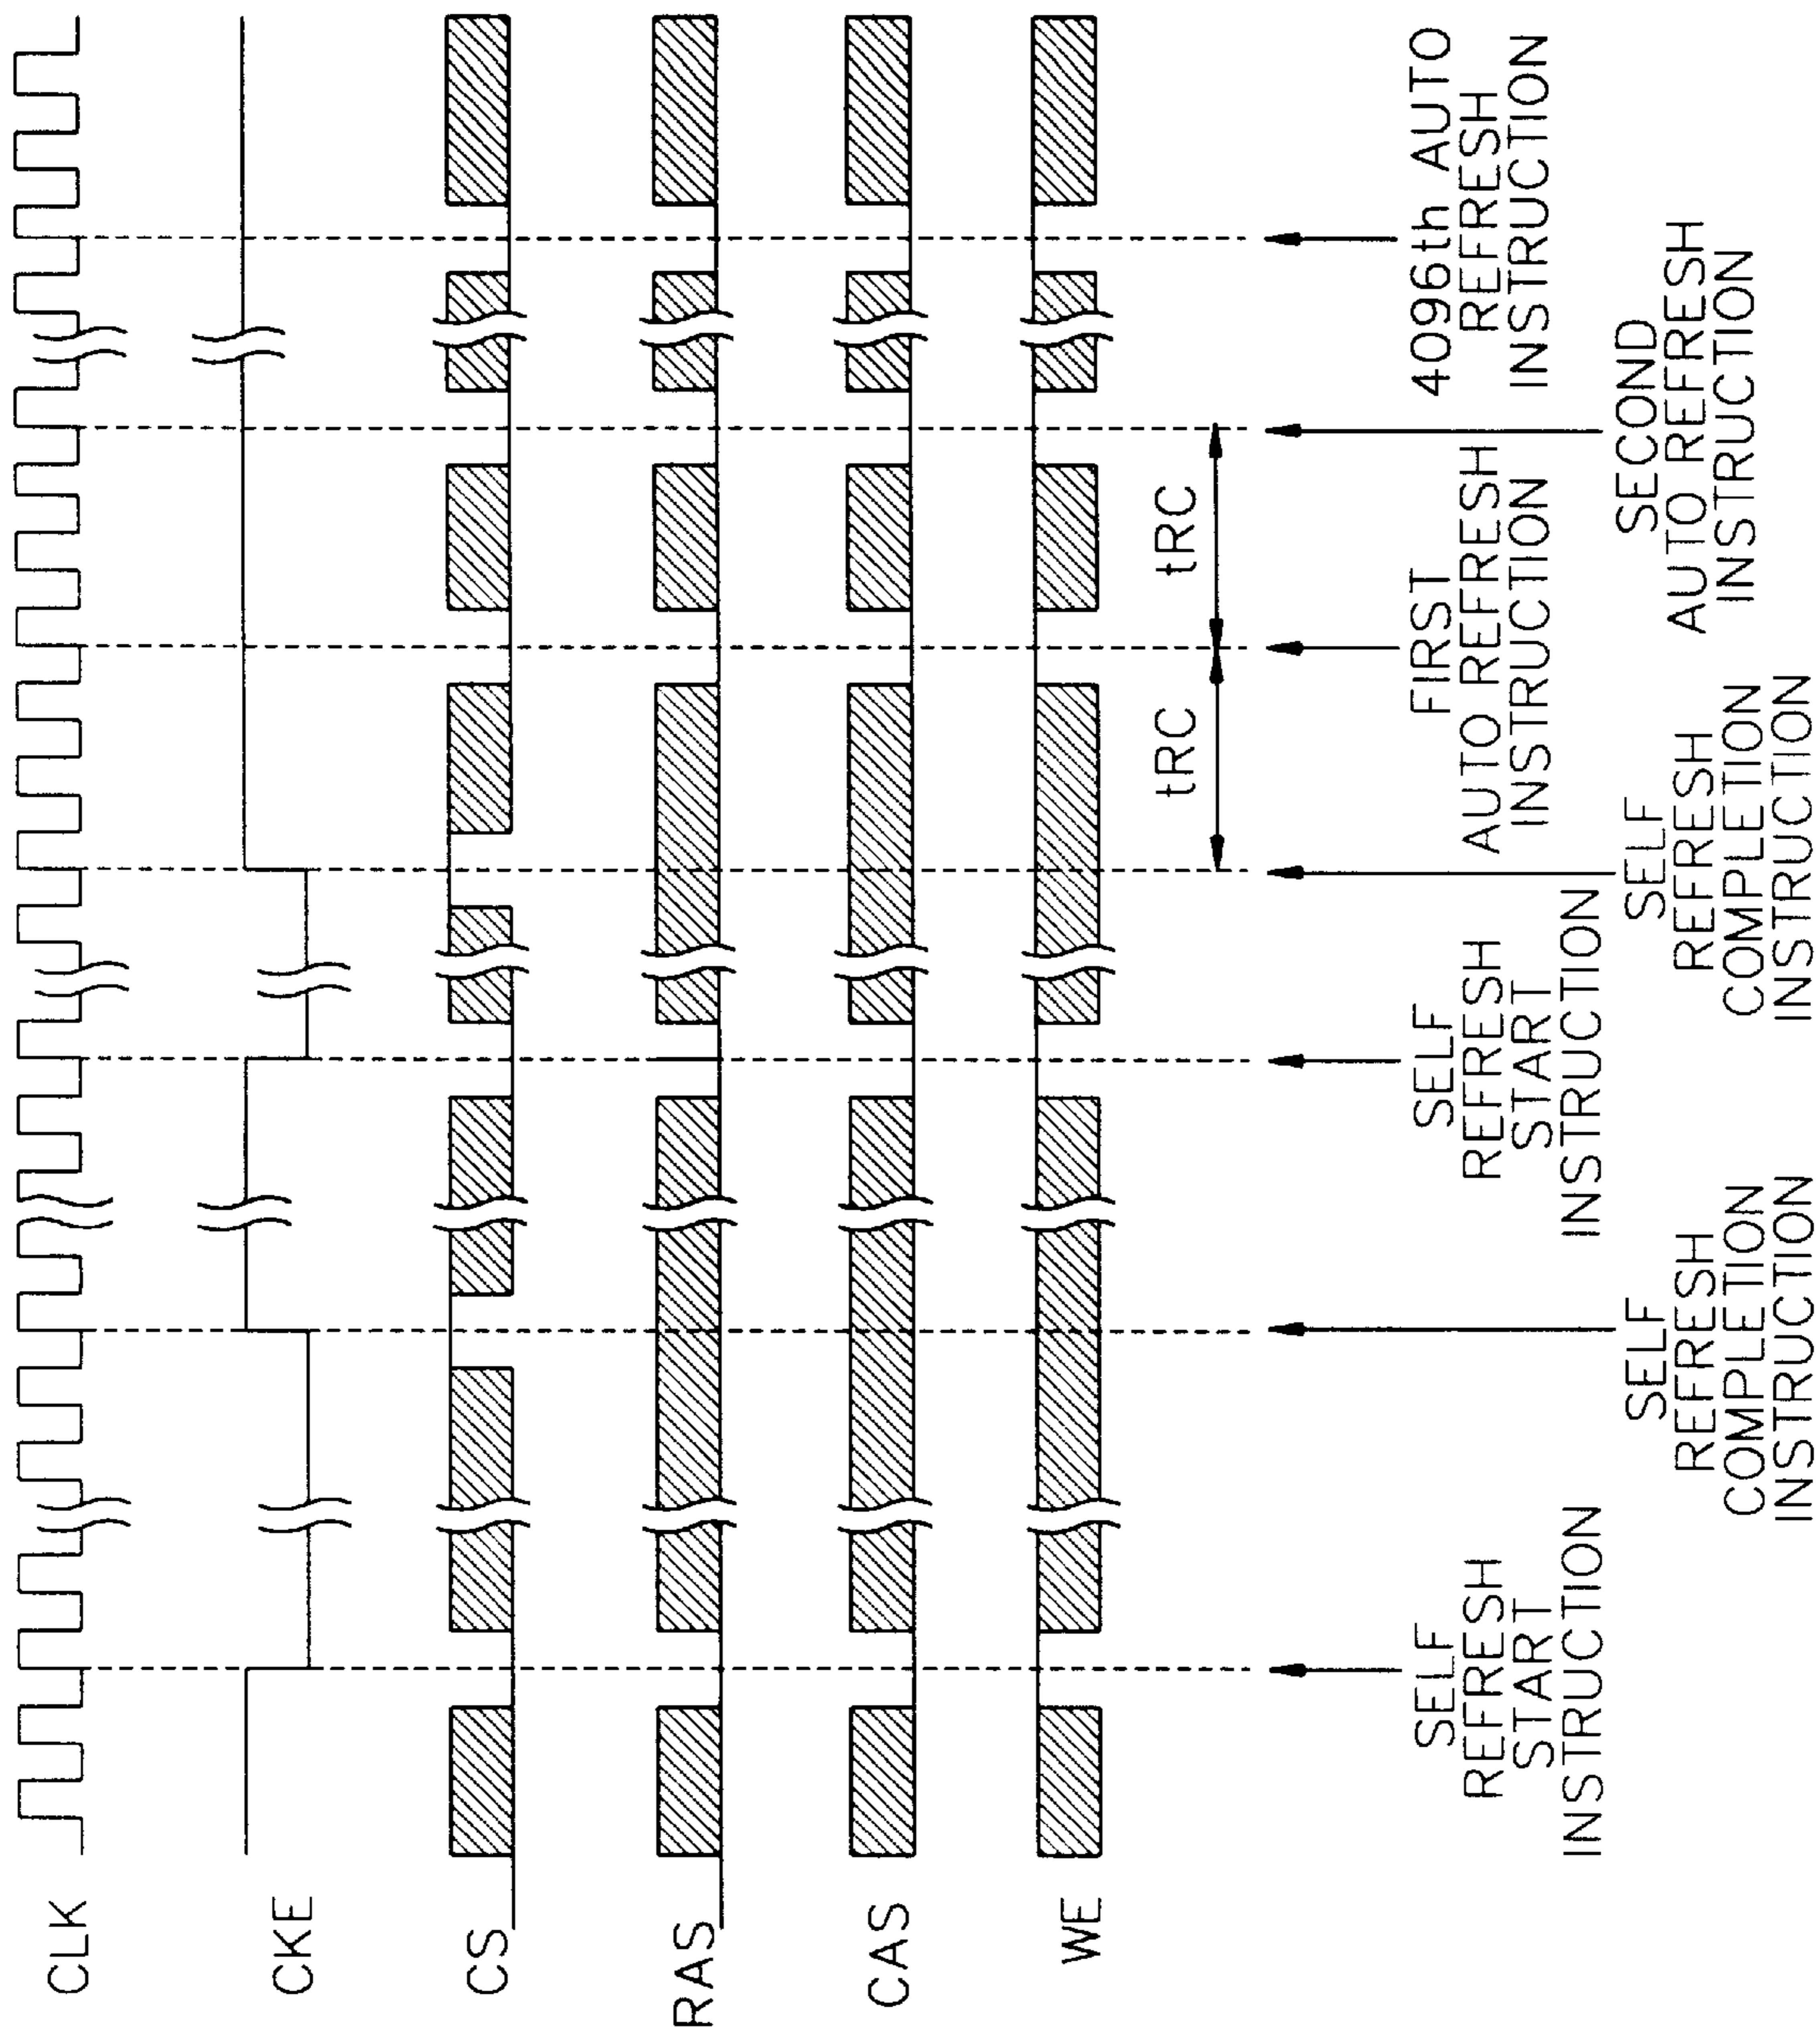 CLK
CKE
CS
RAS
CAS
WE
tRC
tRC
SELF
REFRESH
START
INSTRUCTION
SELF
REFRESH
COMPLETION
INSTRUCTION
SELF
REFRESH
START
INSTRUCTION
SELF
REFRESH
COMPLETION
INSTRUCTION
FIRST
AUTO REFRESH
INSTRUCTION
SECOND
AUTO REFRESH
INSTRUCTION
4096th AUTO
REFRESH
INSTRUCTION